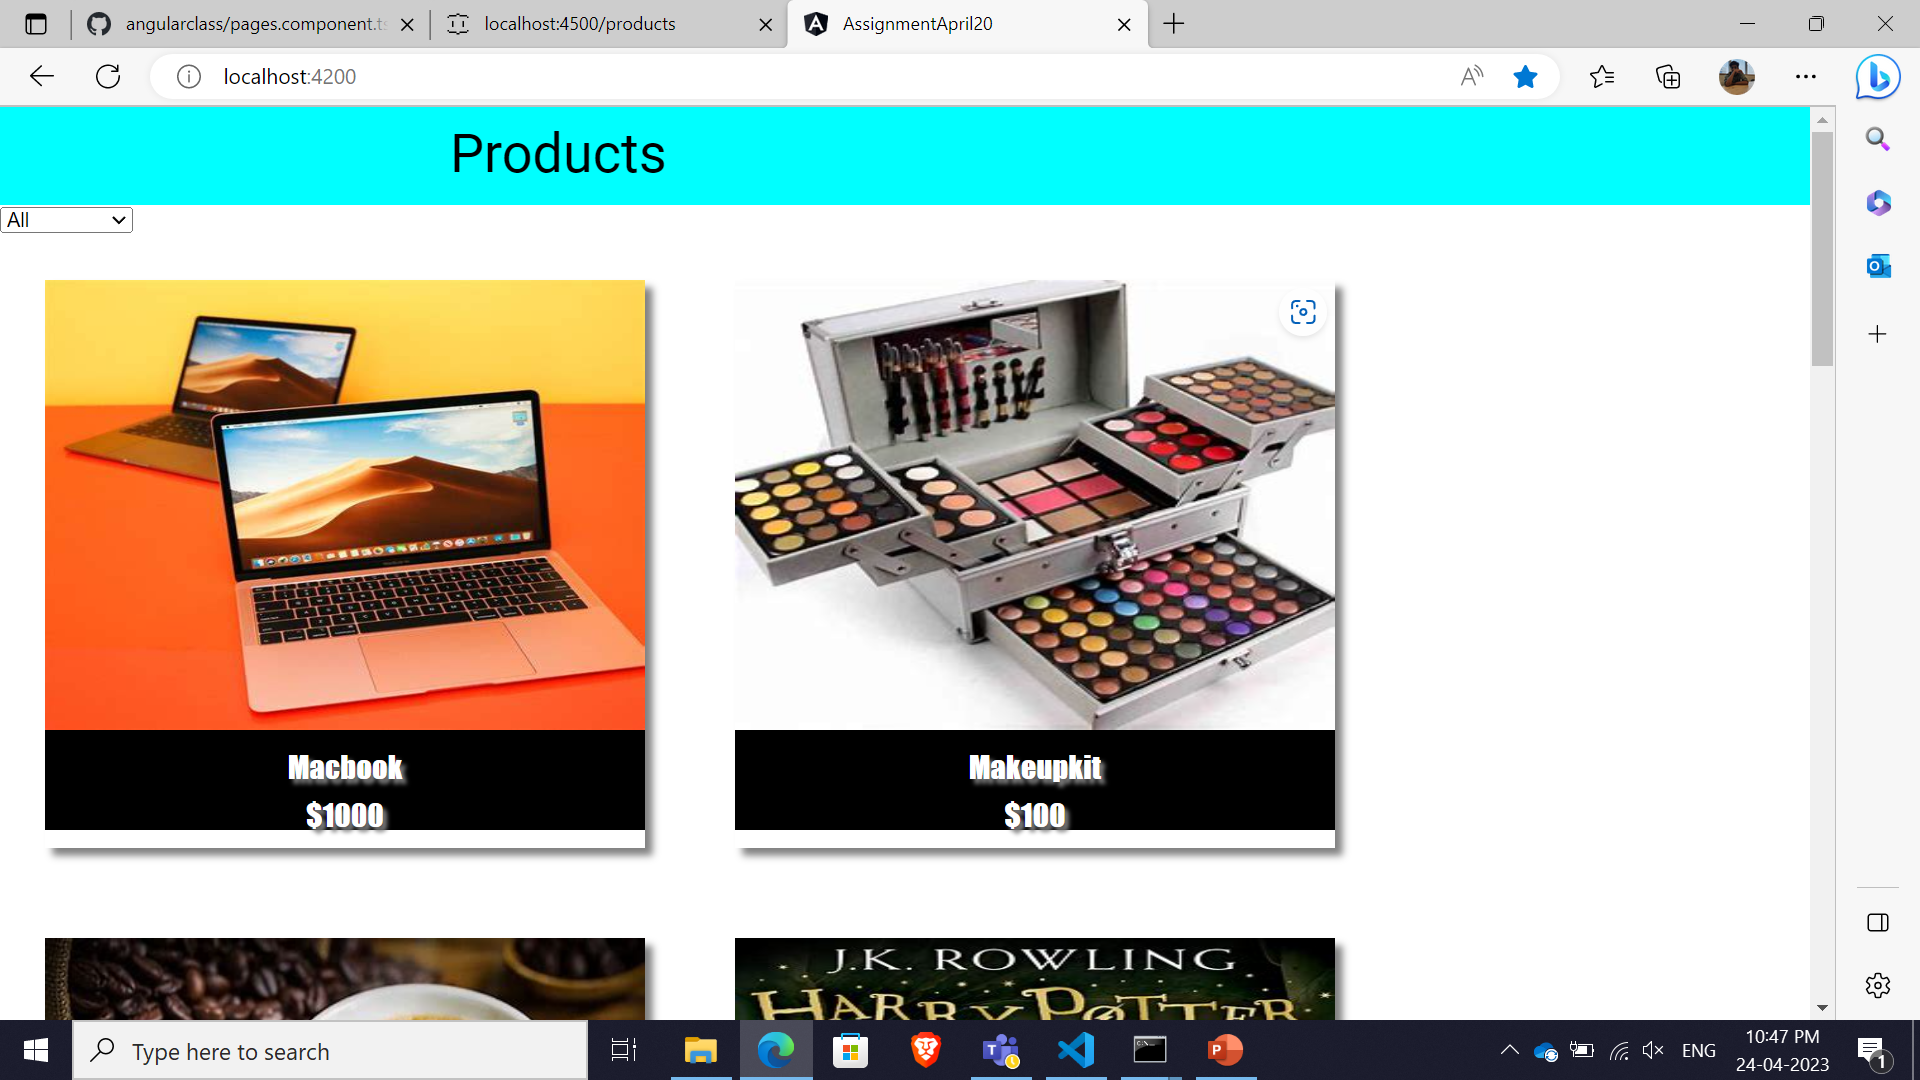 angularclass/pages.component.ts
localhost:4500/products
AssignmentApril20
localhost:4200
Products
All
Macbook
$1000
Makeupkit
$100
J.K. ROWLING
HARRY POTTER
Type here to search
ENG
10:47 PM
24-04-2023
1